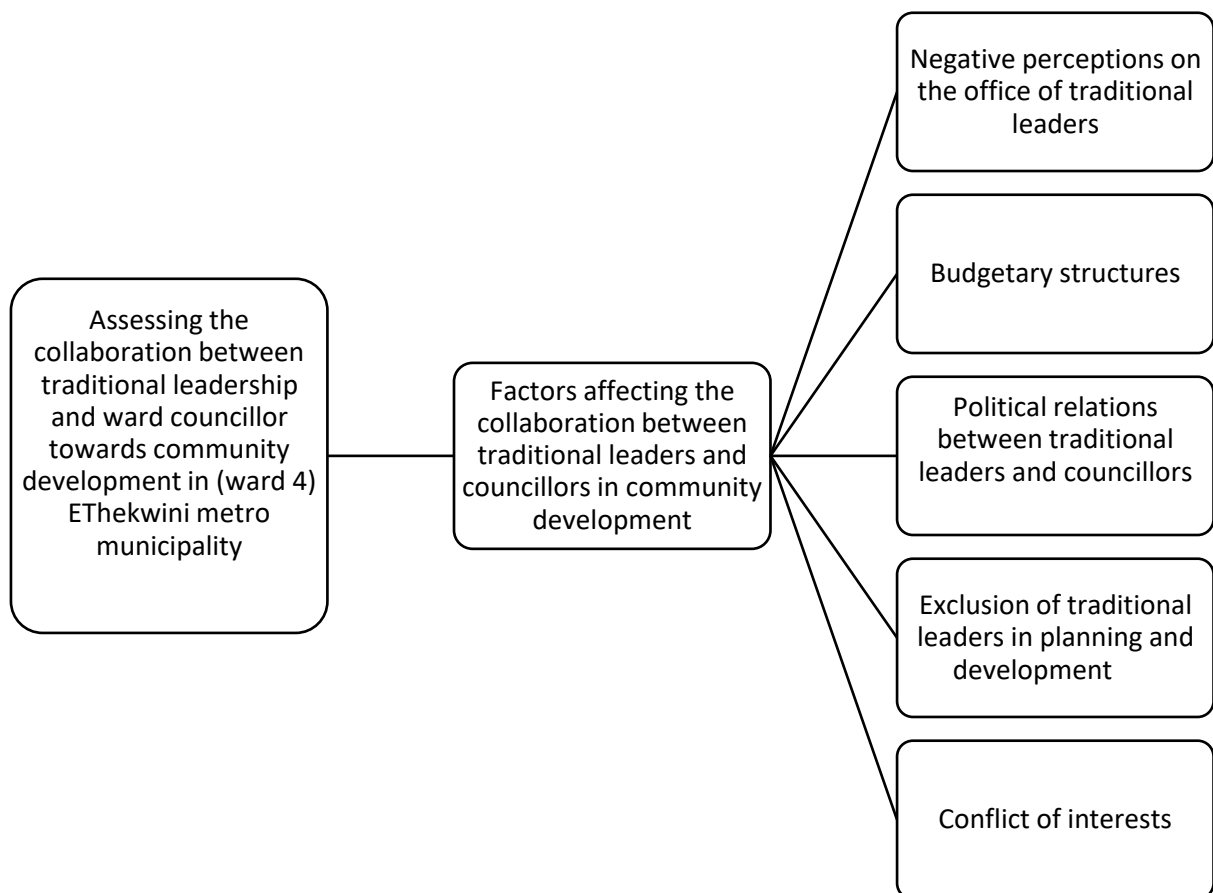 Assessing the
collaboration between
traditional leadership
and ward councillor
towards community
development in (ward 4)
EThekwini metro
municipality
Factors affecting the
collaboration between
traditional leaders and
councillors in community
development
Negative perceptions on
the office of traditional
leaders
Budgetary structures
Political relations
between traditional
leaders and councillors
Exclusion of traditional
leaders in planning and
development
Conflict of interests